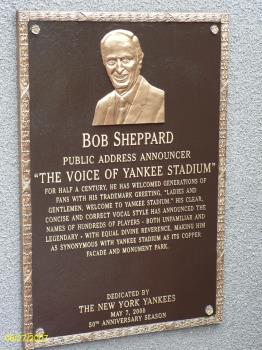 BOB SHEPPARD
PUBLIC ADDRESS ANNOUNCER
"THE VOICE OF YANKEE STADIUM"
FOR HALF A CENTURY, HE HAS WELCOMED GENERATIONS OF
FANS WITH HIS TRADEMARK GREETING, "LADIES AND
GENTLEMEN, WELCOME TO YANKEE STADIUM." HIS CLEAR,
CONCISE AND CORRECT VOCAL STYLE HAS ANNOUNCED THE
NAMES OF HUNDREDS OF PLAYERS - BOTH UNFAMILIAR AND
LEGENDARY - WITH EQUAL DIVINE REVERENCE, MAKING HIM
AS SYNONYMOUS WITH YANKEE STADIUM AS ITS COPPER
FACADE AND MONUMENT PARK.
DEDICATED BY
THE NEW YORK YANKEES
MAY 7, 2000
50TH ANNIVERSARY SEASON